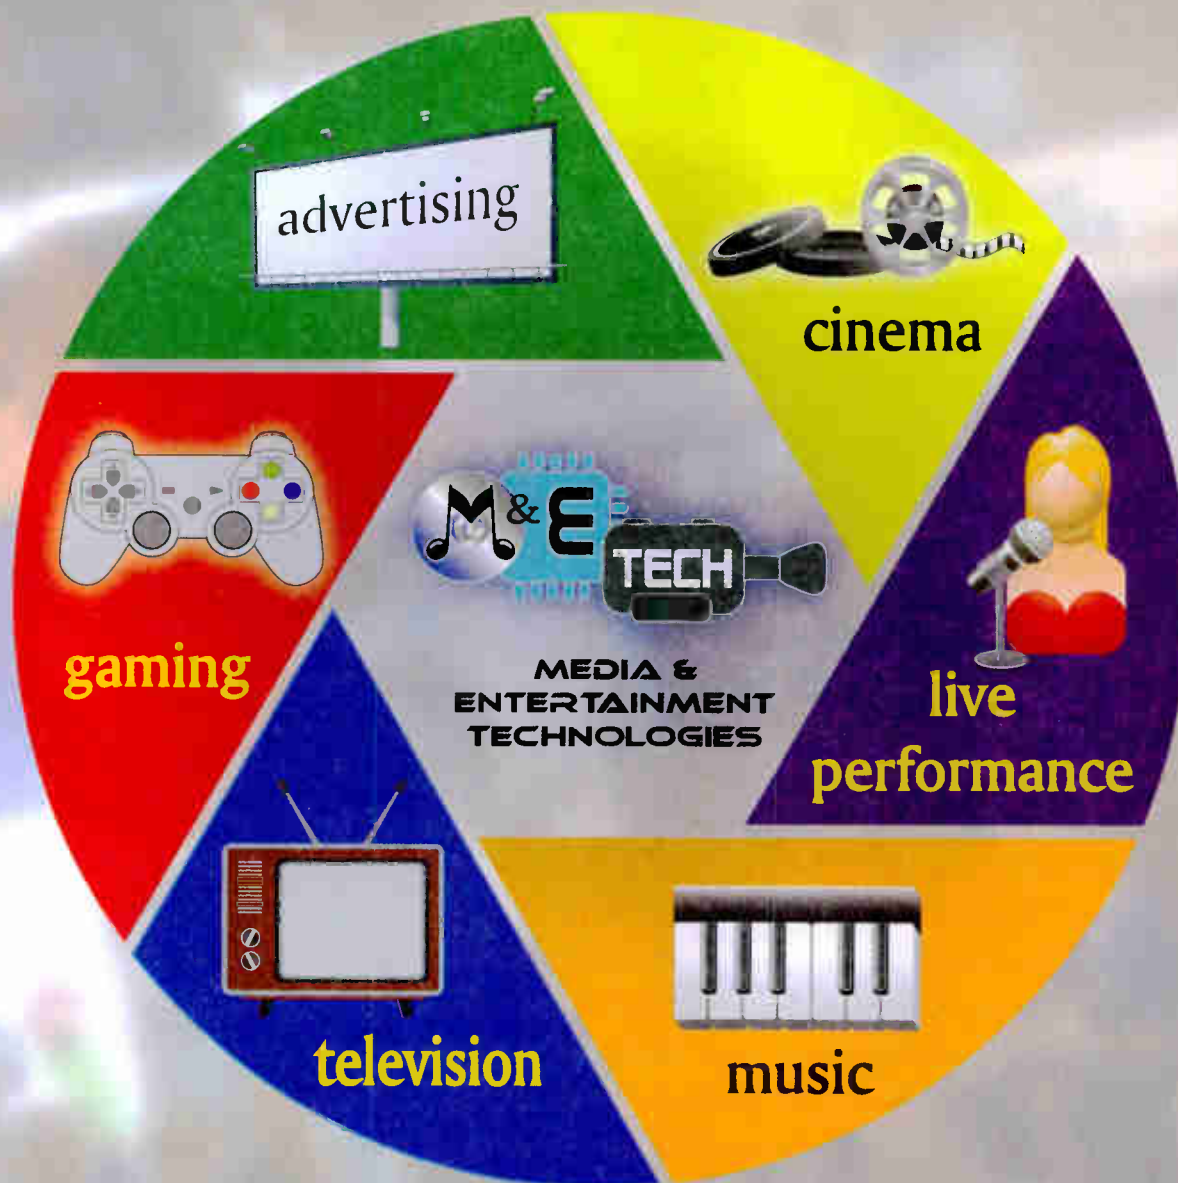 advertising
cinema
M & E
TECH
MEDIA &
ENTERTAINMENT
TECHNOLOGIES
gaming
live
performance
television
music